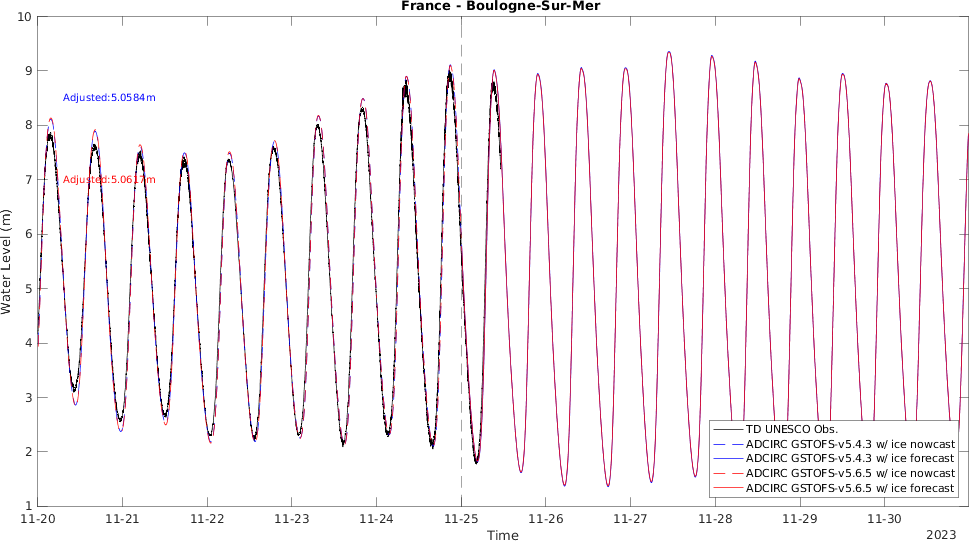 France - Boulogne-Sur-Mer
10
9
8
7
6
5
4
3
2
1
Water Level (m)
Adjusted:5.0584m
Adjusted:5.0617m
TD UNESCO Obs.
ADCIRC GSTOFS-v5.4.3 w/ ice nowcast
ADCIRC GSTOFS-v5.4.3 w/ ice forecast
ADCIRC GSTOFS-v5.6.5 w/ ice nowcast
ADCIRC GSTOFS-v5.6.5 w/ ice forecast
11-20 11-21 11-22 11-23 11-24 11-25 11-26 11-27 11-28 11-29 11-30
Time
2023